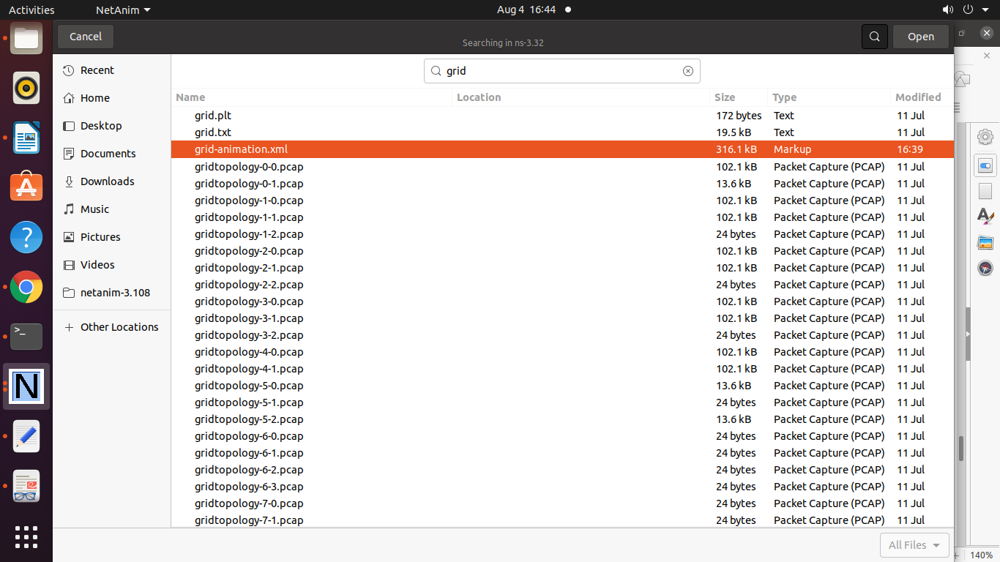 Activities NetAnim Aug 4 16:44
Cancel Searching in ns-3.32 Open
Recent
Home
Desktop
Documents
Downloads
Music
Pictures
Videos
netanim-3.108
Other Locations
grid
Name Location Size Type Modified
grid.plt 172 bytes Text 11 Jul
grid.txt 19.5 kB Text 11 Jul
grid-animation.xml 316.1 kB Markup 16:39
gridtopology-0-0.pcap 102.1 kB Packet Capture (PCAP) 11 Jul
gridtopology-0-1.pcap 13.6 kB Packet Capture (PCAP) 11 Jul
gridtopology-1-0.pcap 102.1 kB Packet Capture (PCAP) 11 Jul
gridtopology-1-1.pcap 102.1 kB Packet Capture (PCAP) 11 Jul
gridtopology-1-2.pcap 24 bytes Packet Capture (PCAP) 11 Jul
gridtopology-2-0.pcap 102.1 kB Packet Capture (PCAP) 11 Jul
gridtopology-2-1.pcap 102.1 kB Packet Capture (PCAP) 11 Jul
gridtopology-2-2.pcap 24 bytes Packet Capture (PCAP) 11 Jul
gridtopology-3-0.pcap 102.1 kB Packet Capture (PCAP) 11 Jul
gridtopology-3-1.pcap 102.1 kB Packet Capture (PCAP) 11 Jul
gridtopology-3-2.pcap 24 bytes Packet Capture (PCAP) 11 Jul
gridtopology-4-0.pcap 102.1 kB Packet Capture (PCAP) 11 Jul
gridtopology-4-1.pcap 102.1 kB Packet Capture (PCAP) 11 Jul
gridtopology-5-0.pcap 13.6 kB Packet Capture (PCAP) 11 Jul
gridtopology-5-1.pcap 24 bytes Packet Capture (PCAP) 11 Jul
gridtopology-5-2.pcap 13.6 kB Packet Capture (PCAP) 11 Jul
gridtopology-6-0.pcap 24 bytes Packet Capture (PCAP) 11 Jul
gridtopology-6-1.pcap 24 bytes Packet Capture (PCAP) 11 Jul
gridtopology-6-2.pcap 24 bytes Packet Capture (PCAP) 11 Jul
gridtopology-6-3.pcap 24 bytes Packet Capture (PCAP) 11 Jul
gridtopology-7-0.pcap 24 bytes Packet Capture (PCAP) 11 Jul
gridtopology-7-1.pcap 24 bytes Packet Capture (PCAP) 11 Jul
All Files
140%